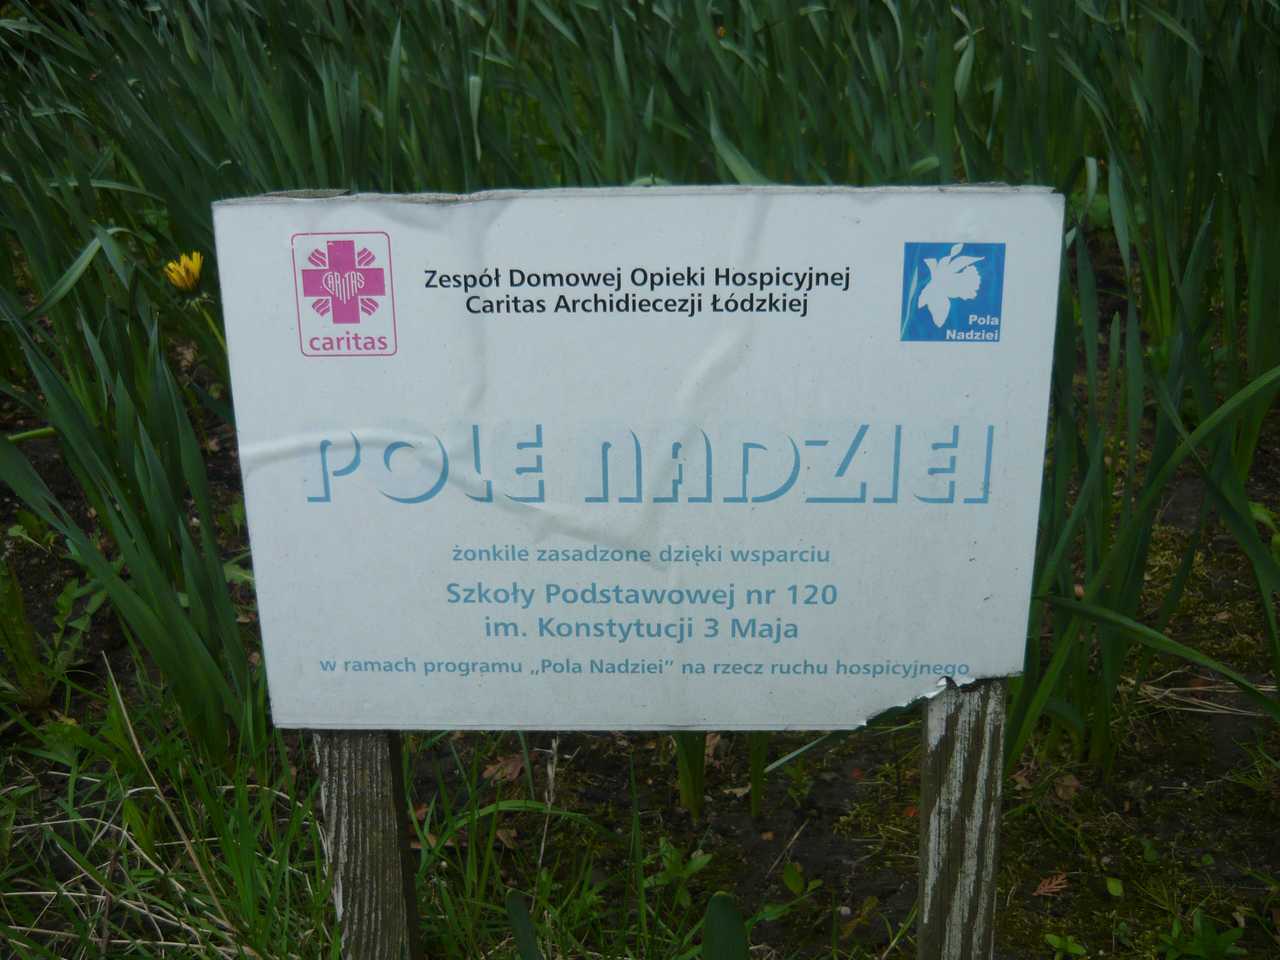 CARITAS
caritas
Zespół Domowej Opieki Hospicyjnej
Caritas Archidiecezji Łódzkiej
Pola
Nadziei
POLE NADZIEI
żonkile zasadzone dzięki wsparciu
Szkoły Podstawowej nr 120
im. Konstytucji 3 Maja
w ramach programu „Pola Nadziei” na rzecz ruchu hospicyjnego